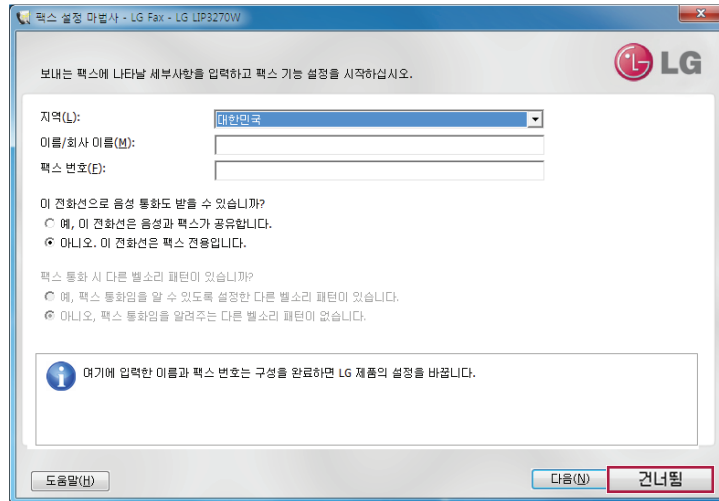 팩스 설정 마법사 - LG Fax - LG LIP3270W
보내는 팩스에 나타날 세부사항을 입력하고 팩스 기능 설정을 시작하십시오.
LG
지역(L):
대한민국
이름/회사 이름(M):
팩스 번호(F):
이 전화선으로 음성 통화도 받을 수 있습니까?
예, 이 전화선은 음성과 팩스가 공유합니다.
아니오. 이 전화선은 팩스 전용입니다.
팩스 통화 시 다른 벨소리 패턴이 있습니까?
예, 팩스 통화임을 알 수 있도록 설정한 다른 벨소리 패턴이 있습니다.
아니오, 팩스 통화임을 알려주는 다른 벨소리 패턴이 없습니다.
여기에 입력한 이름과 팩스 번호는 구성을 완료하면 LG 제품의 설정을 바꿉니다.
도움말(H)
다음(N)
건너뜀